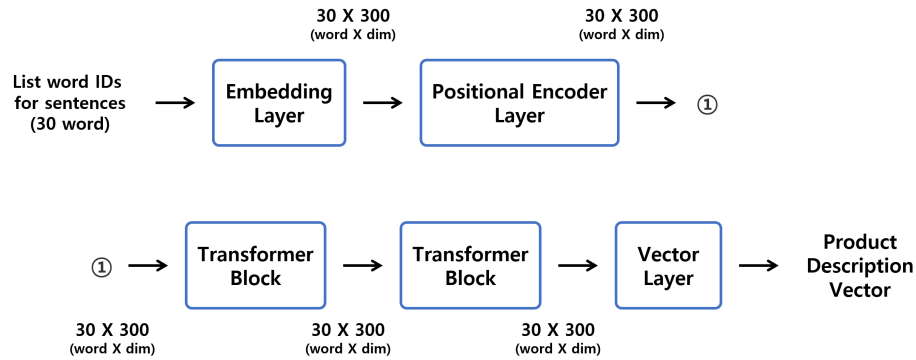 30 X 300
(word X dim)
30 X 300
(word X dim)
List word IDs
for sentences
(30 word)
Embedding
Layer
Positional Encoder
Layer
①
①
Transformer
Block
Transformer
Block
Vector
Layer
Product
Description
Vector
30 X 300
(word X dim)
30 X 300
(word X dim)
30 X 300
(word X dim)